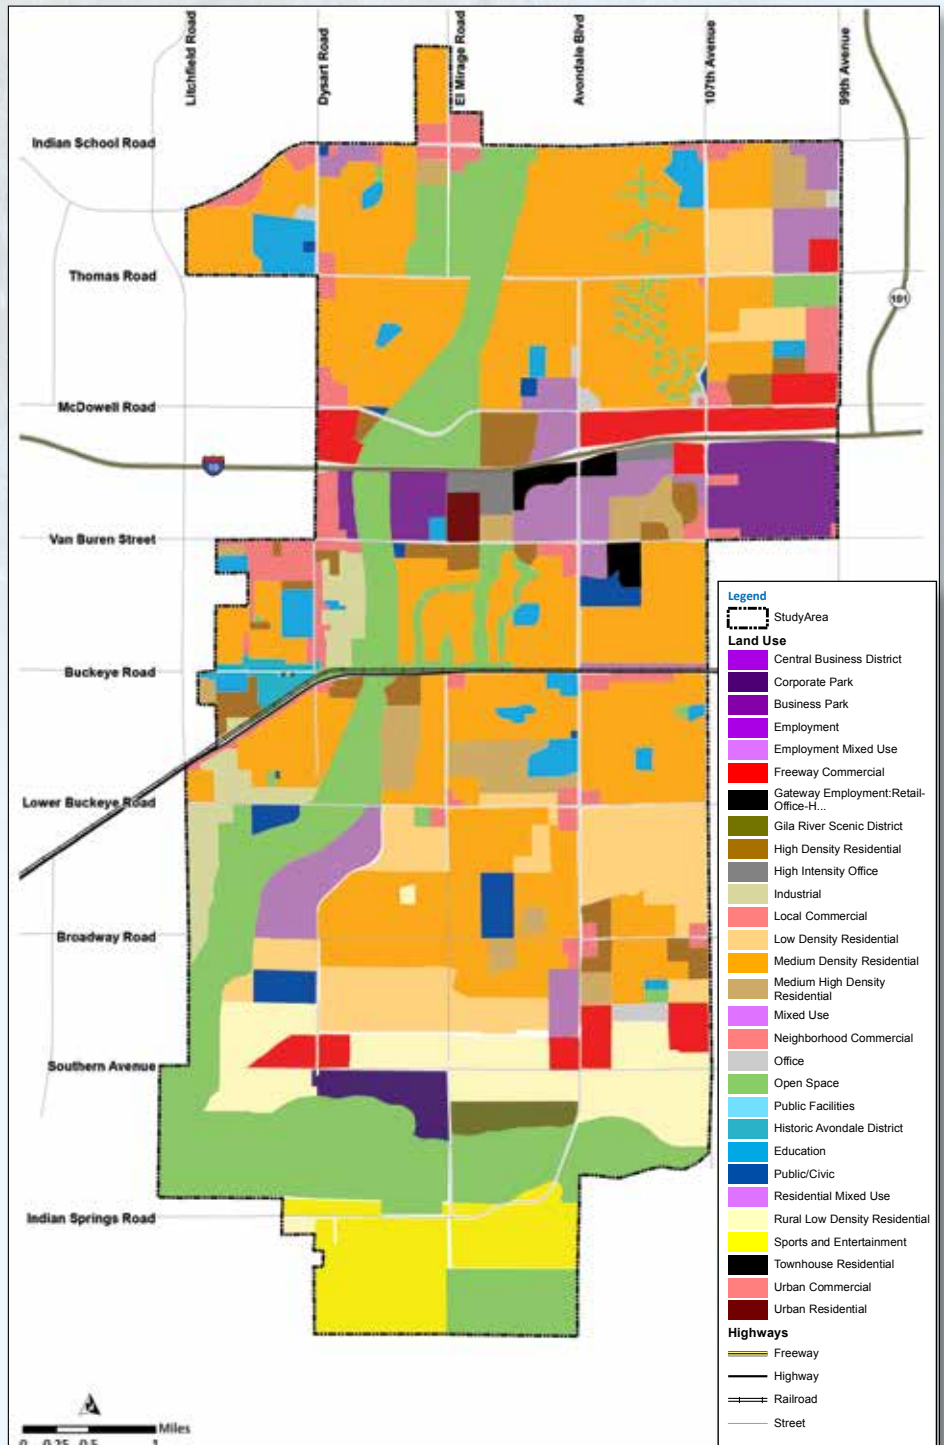 Litchfield Road
Dysart Road
El Mirage Road
Avondale Blvd
107th Avenue
99th Avenue
Indian School Road
Thomas Road
101
McDowell Road
10
Van Buren Street
Buckeye Road
Lower Buckeye Road
Broadway Road
Southern Avenue
Indian Springs Road
Legend
StudyArea
Land Use
Central Business District
Corporate Park
Business Park
Employment
Employment Mixed Use
Freeway Commercial
Gateway Employment:Retail-
Office-H...
Gila River Scenic District
High Density Residential
High Intensity Office
Industrial
Local Commercial
Low Density Residential
Medium Density Residential
Medium High Density
Residential
Mixed Use
Neighborhood Commercial
Office
Open Space
Public Facilities
Historic Avondale District
Education
Public/Civic
Residential Mixed Use
Rural Low Density Residential
Sports and Entertainment
Townhouse Residential
Urban Commercial
Urban Residential
Highways
Freeway
Highway
Railroad
Street
Miles
0 0.25 0.5 1